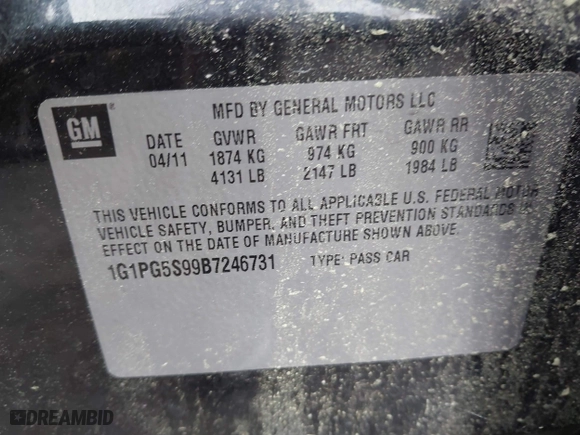 GM
MFD BY GENERAL MOTORS LLC
DATE GVWR GAWR FRT GAWR RR
04/11 1874 KG 974 KG 900 KG
4131 LB 2147 LB 1984 LB
THIS VEHICLE CONFORMS TO ALL APPLICABLE U.S. FEDERAL MOTOR
VEHICLE SAFETY, BUMPER, AND THEFT PREVENTION STANDARDS IN
EFFECT ON THE DATE OF MANUFACTURE SHOWN ABOVE.
1G1PG5S99B7246731 TYPE: PASS CAR
DREAMBID